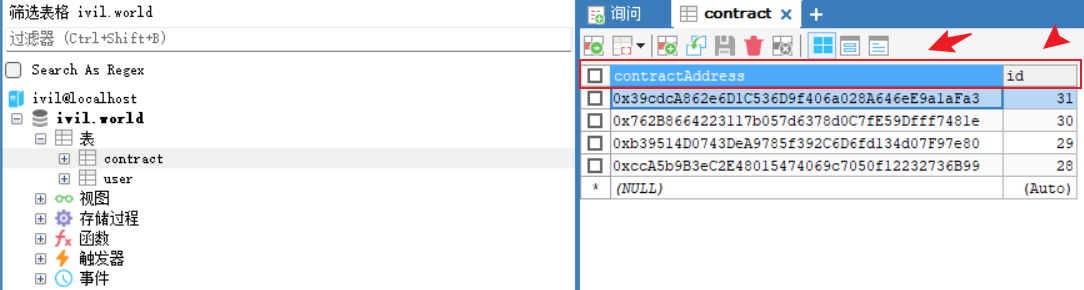 筛选表格 ivil.world
过滤器 (Ctrl+Shift+B)
Search As Regex
ivil@localhost
ivil.world
表
contract
user
视图
存储过程
函数
触发器
事件
询问
contract
contractAddress id
0x39cdcA862e6D1C536D9f406a028A646eE9a1aFa3 31
0x762B8664223117b057d6378d0C7fE59Dfff7481e 30
0xb39514D0743DeA9785f392C6D6fd134d07F97e80 29
0xccA5b9B3eC2E48015474069c7050f12232736B99 28
* (NULL) (Auto)